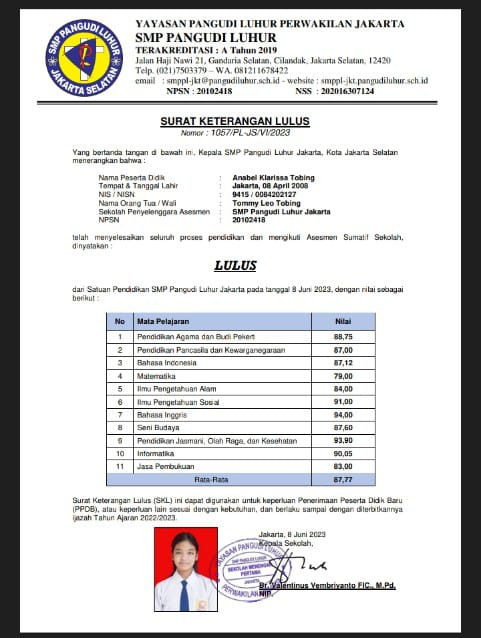 SMP PANGUDI LUHUR
JAKARTA SELATAN
YAYASAN PANGUDI LUHUR PERWAKILAN JAKARTA
SMP PANGUDI LUHUR
TERAKREDITASI : A Tahun 2019
Jalan Haji Nawi 21, Gandaria Selatan, Cilandak, Jakarta Selatan, 12420
Telp. (021)7503379 – WA. 081211678422
email : smppl-jkt@pangudiluhur.sch.id - website : smppl-jkt.pangudiluhur.sch.id
NPSN : 20102418 NSS : 202016307124
SURAT KETERANGAN LULUS
Nomor : 1057/PL-JS/VI/2023
Yang bertanda tangan di bawah ini, Kepala SMP Pangudi Luhur Jakarta, Kota Jakarta Selatan
menerangkan bahwa :
Nama Peserta Didik : Anabel Klarissa Tobing
Tempat & Tanggal Lahir : Jakarta, 08 April 2008
NIS / NISN : 9415 / 0084202127
Nama Orang Tua / Wali : Tommy Leo Tobing
Sekolah Penyelenggara Asesmen : SMP Pangudi Luhur Jakarta
NPSN : 20102418
telah menyelesaikan seluruh proses pendidikan dan mengikuti Asesmen Sumatif Sekolah,
dinyatakan :
LULUS
dari Satuan Pendidikan SMP Pangudi Luhur Jakarta pada tanggal 8 Juni 2023, dengan nilai sebagai
berikut :
No Mata Pelajaran Nilai
1 Pendidikan Agama dan Budi Pekerti 88,75
2 Pendidikan Pancasila dan Kewarganegaraan 87,00
3 Bahasa Indonesia 87,12
4 Matematika 79,00
5 Ilmu Pengetahuan Alam 84,00
6 Ilmu Pengetahuan Sosial 91,00
7 Bahasa Inggris 94,00
8 Seni Budaya 87,60
9 Pendidikan Jasmani, Olah Raga, dan Kesehatan 93,90
10 Informatika 90,05
11 Jasa Pembukuan 83,00
Rata-Rata 87,77
Surat Keterangan Lulus (SKL) ini dapat digunakan untuk keperluan Penerimaan Peserta Didik Baru
(PPDB), atau keperluan lain sesuai dengan kebutuhan, dan berlaku sampai dengan diterbitkannya
ijazah Tahun Ajaran 2022/2023.
Jakarta, 8 Juni 2023
Kepala Sekolah,
YAYASAN PANGUDI LUHUR
SMP PANGUDI LUHUR
SEKOLAH MENENGAH
PERTAMA
JAKARTA
PERWAKILAN
Br. Valentinus Vembriyanto FIC., M.Pd.
NIP.